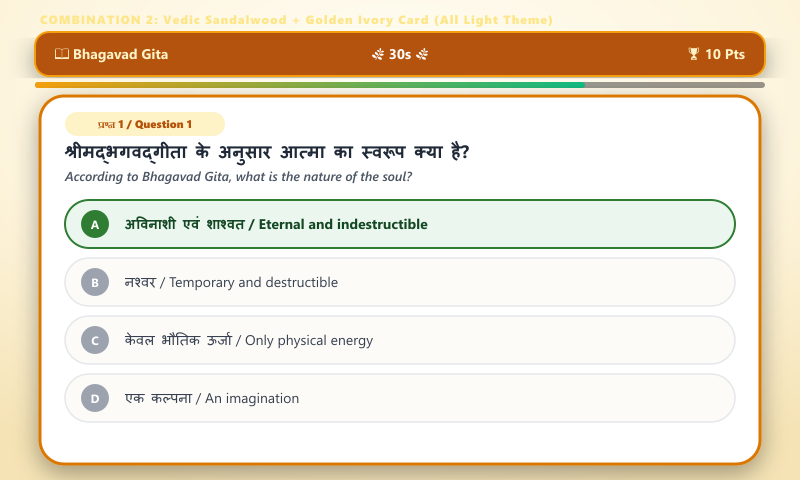 COMBINATION 2: Vedic Sandalwood + Golden Ivory Card (All Light Theme)
📖 Bhagavad Gita
🪔 30s 🪔
🏆 10 Pts
प्रश्न 1 / Question 1
श्रीमद्भगवद्गीता के अनुसार आत्मा का स्वरूप क्या है?
According to Bhagavad Gita, what is the nature of the soul?
A अविनाशी एवं शाश्वत / Eternal and indestructible
B नश्वर / Temporary and destructible
C केवल भौतिक ऊर्जा / Only physical energy
D एक कल्पना / An imagination